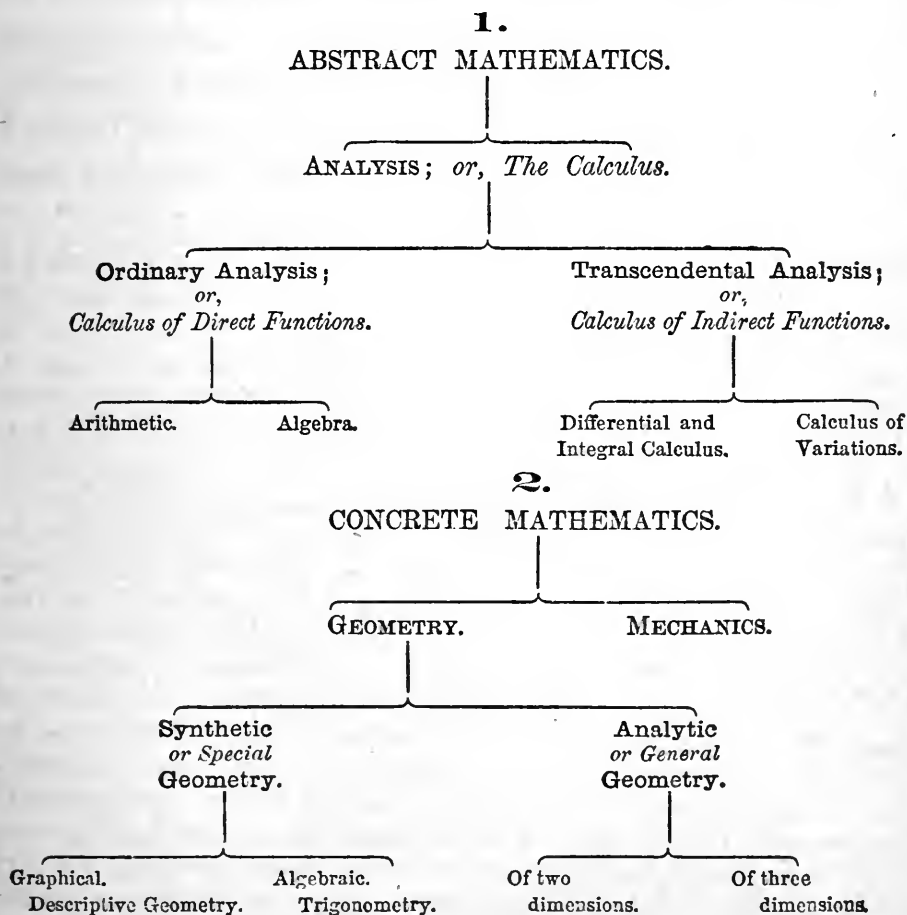 1.
ABSTRACT MATHEMATICS.
ANALYSIS; or, The Calculus.
Ordinary Analysis;
or,
Calculus of Direct Functions.
Transcendental Analysis;
or,
Calculus of Indirect Functions.
Arithmetic.
Algebra.
Differential and
Integral Calculus.
Calculus of
Variations.
2.
CONCRETE MATHEMATICS.
GEOMETRY.
MECHANICS.
Synthetic
or Special
Geometry.
Analytic
or General
Geometry.
Graphical.
Descriptive Geometry.
Algebraic.
Trigonometry.
Of two
dimensions.
Of three
dimensions.